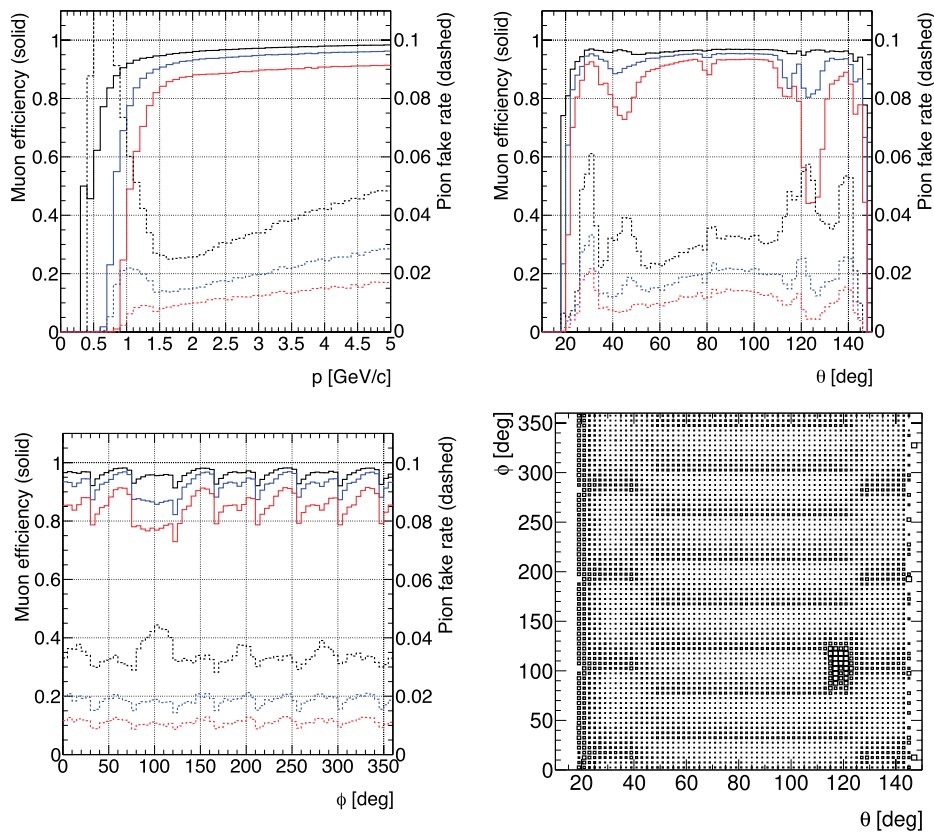 Muon efficiency (solid)
1
0.8
0.6
0.4
0.2
0
0.1
0.08
0.06
0.04
0.02
0
Pion fake rate (dashed)
0 0.5 1 1.5 2 2.5 3 3.5 4 4.5 5
p [GeV/c]
Muon efficiency (solid)
1
0.8
0.6
0.4
0.2
0
0.1
0.08
0.06
0.04
0.02
0
Pion fake rate (dashed)
20 40 60 80 100 120 140
θ [deg]
Muon efficiency (solid)
1
0.8
0.6
0.4
0.2
0
0.1
0.08
0.06
0.04
0.02
0
Pion fake rate (dashed)
0 50 100 150 200 250 300 350
ϕ [deg]
ϕ [deg]
350
300
250
200
150
100
50
0
20 40 60 80 100 120 140
θ [deg]